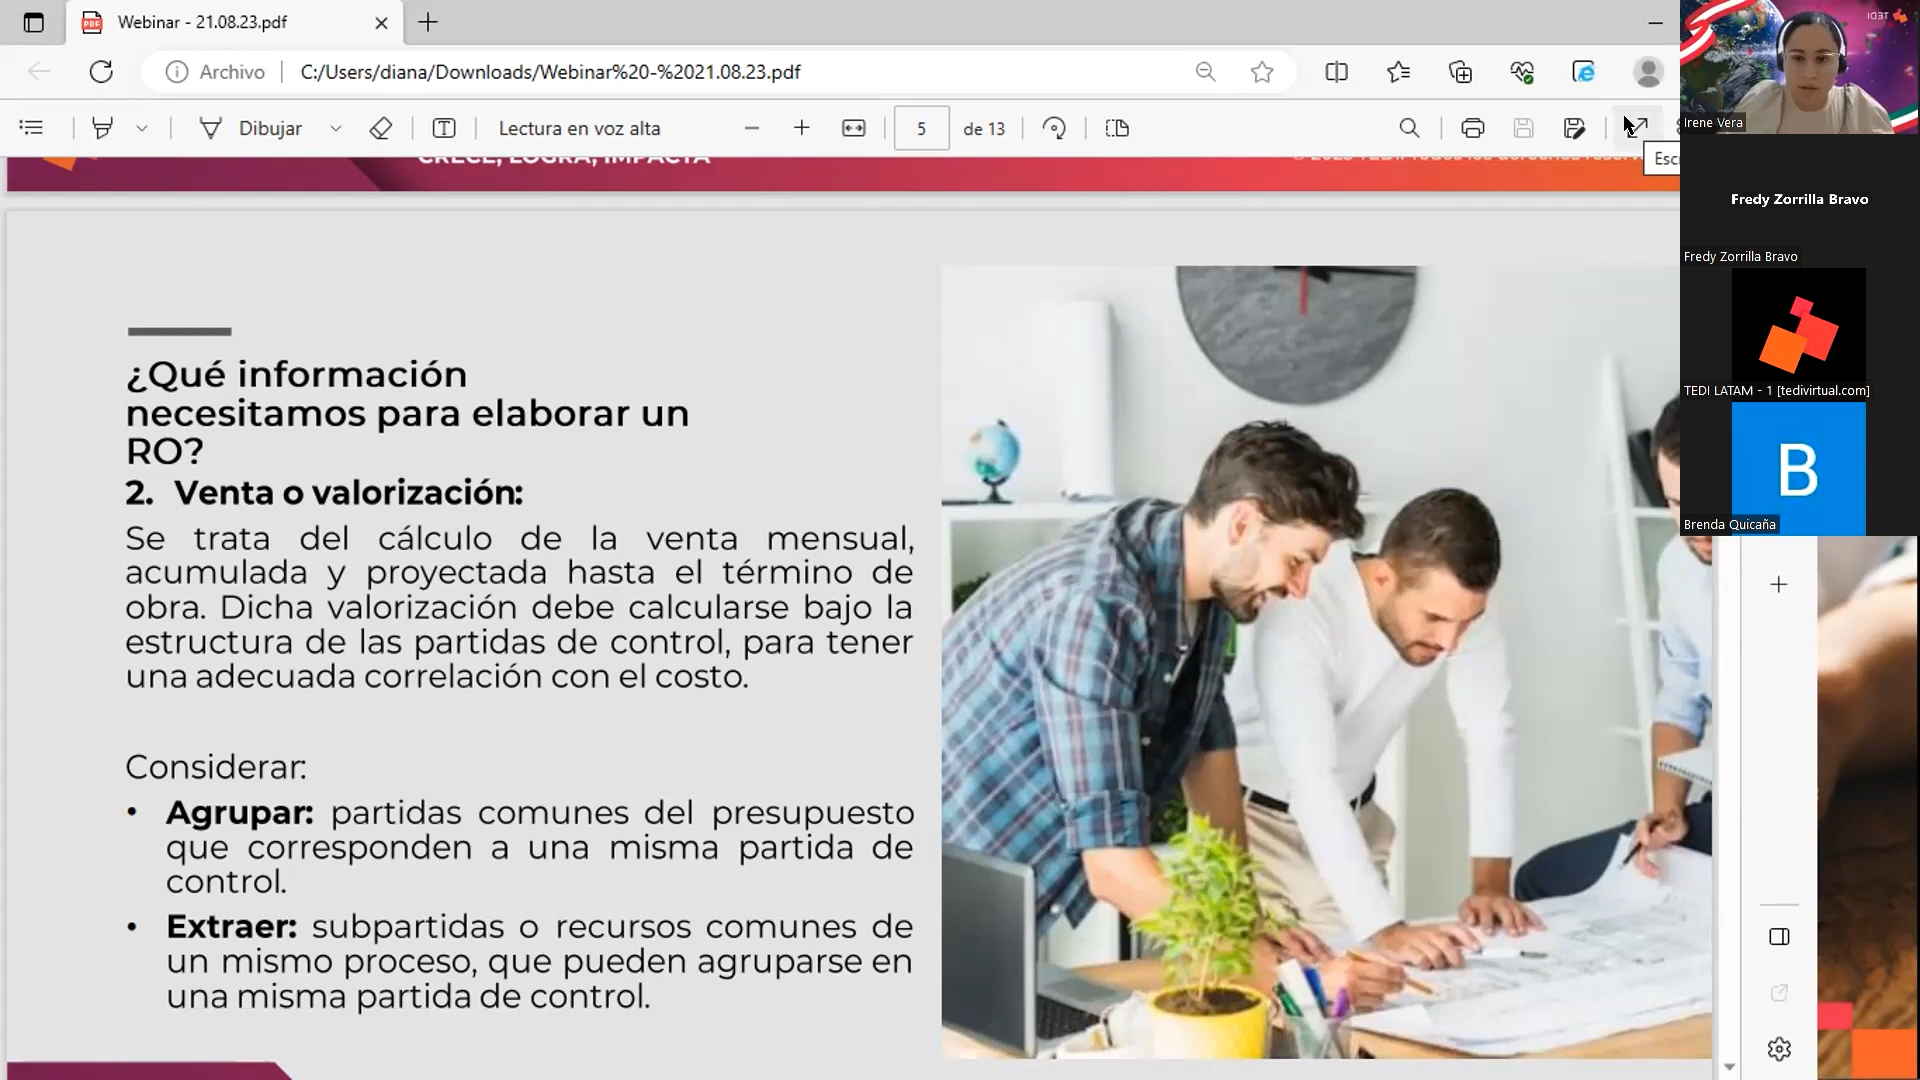 Webinar - 21.08.23.pdf
Archivo
C:/Users/diana/Downloads/Webinar%20-%2021.08.23.pdf
Dibujar
Lectura en voz alta
5
de 13
CRECE, LOGRA, IMPACTA
¿Qué información
necesitamos para elaborar un
RO?
2. Venta o valorización:
Se trata del cálculo de la venta mensual,
acumulada y proyectada hasta el término de
obra. Dicha valorización debe calcularse bajo la
estructura de las partidas de control, para tener
una adecuada correlación con el costo.
Considerar:
• Agrupar: partidas comunes del presupuesto
que corresponden a una misma partida de
control.
• Extraer: subpartidas o recursos comunes de
un mismo proceso, que pueden agruparse en
una misma partida de control.
Irene Vera
Fredy Zorrilla Bravo
Fredy Zorrilla Bravo
TEDI LATAM - 1 [tedivirtual.com]
B
Brenda Quicaña